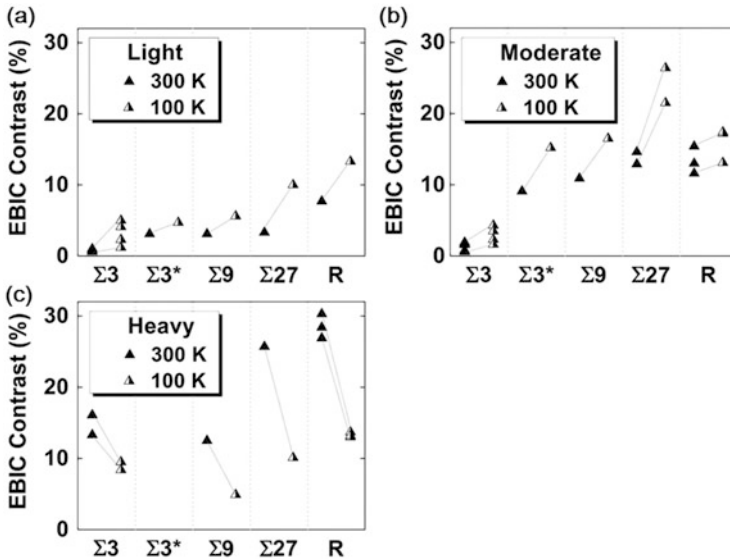 (a)
EBIC Contrast (%)
30
20
10
0
Light
▲ 300 K
◮ 100 K
Σ3 Σ3* Σ9 Σ27 R
(b)
EBIC Contrast (%)
30
20
10
0
Moderate
▲ 300 K
◮ 100 K
Σ3 Σ3* Σ9 Σ27 R
(c)
EBIC Contrast (%)
30
20
10
0
Heavy
▲ 300 K
◮ 100 K
Σ3 Σ3* Σ9 Σ27 R